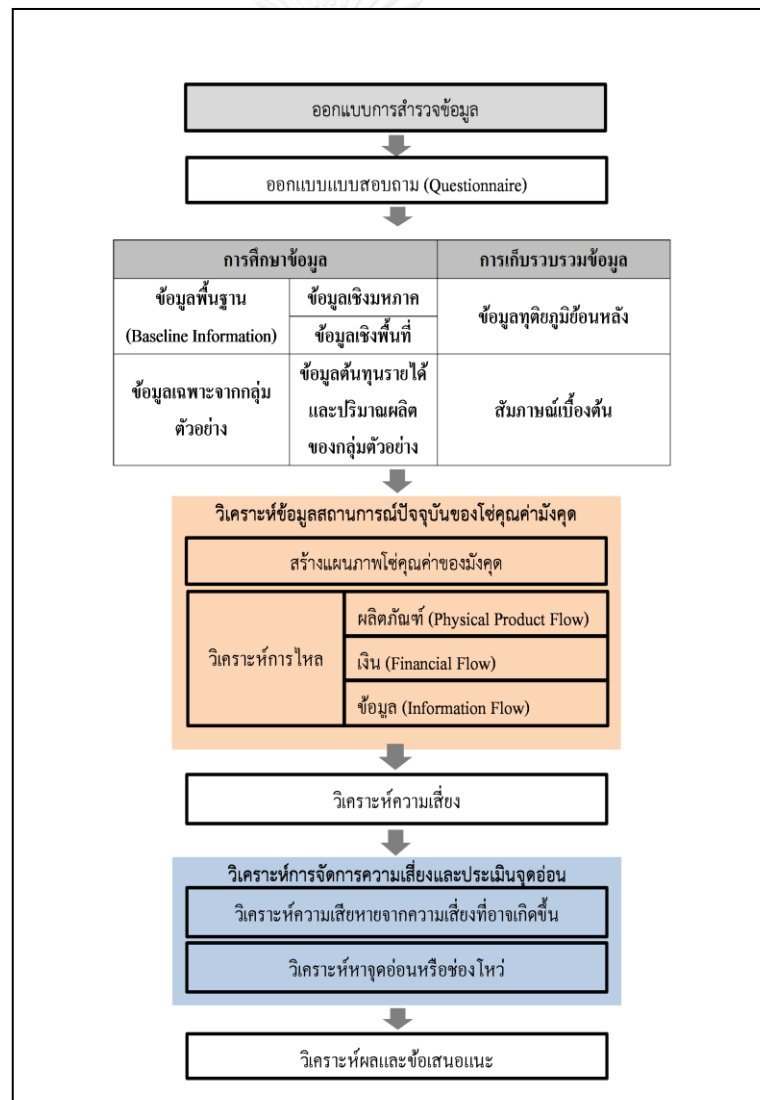 ออกแบบการสำรวจข้อมูล
ออกแบบแบบสอบถาม (Questionnaire)
การศึกษาข้อมูล
การเก็บรวบรวมข้อมูล
ข้อมูลพื้นฐาน
(Baseline Information)
ข้อมูลเชิงมหภาค
ข้อมูลเชิงพื้นที่
ข้อมูลทุติยภูมิย้อนหลัง
ข้อมูลเฉพาะจากกลุ่ม
ตัวอย่าง
ข้อมูลต้นทุนรายได้
และปริมาณผลิต
ของกลุ่มตัวอย่าง
สัมภาษณ์เบื้องต้น
วิเคราะห์ข้อมูลสถานการณ์ปัจจุบันของโซ่คุณค่ามังคุด
สร้างแผนภาพโซ่คุณค่าของมังคุด
วิเคราะห์การไหล
ผลิตภัณฑ์ (Physical Product Flow)
เงิน (Financial Flow)
ข้อมูล (Information Flow)
วิเคราะห์ความเสี่ยง
วิเคราะห์การจัดการความเสี่ยงและประเมินจุดอ่อน
วิเคราะห์ความเสียหายจากความเสี่ยงที่อาจเกิดขึ้น
วิเคราะห์หาจุดอ่อนหรือช่องโหว่
วิเคราะห์ผลและข้อเสนอแนะ